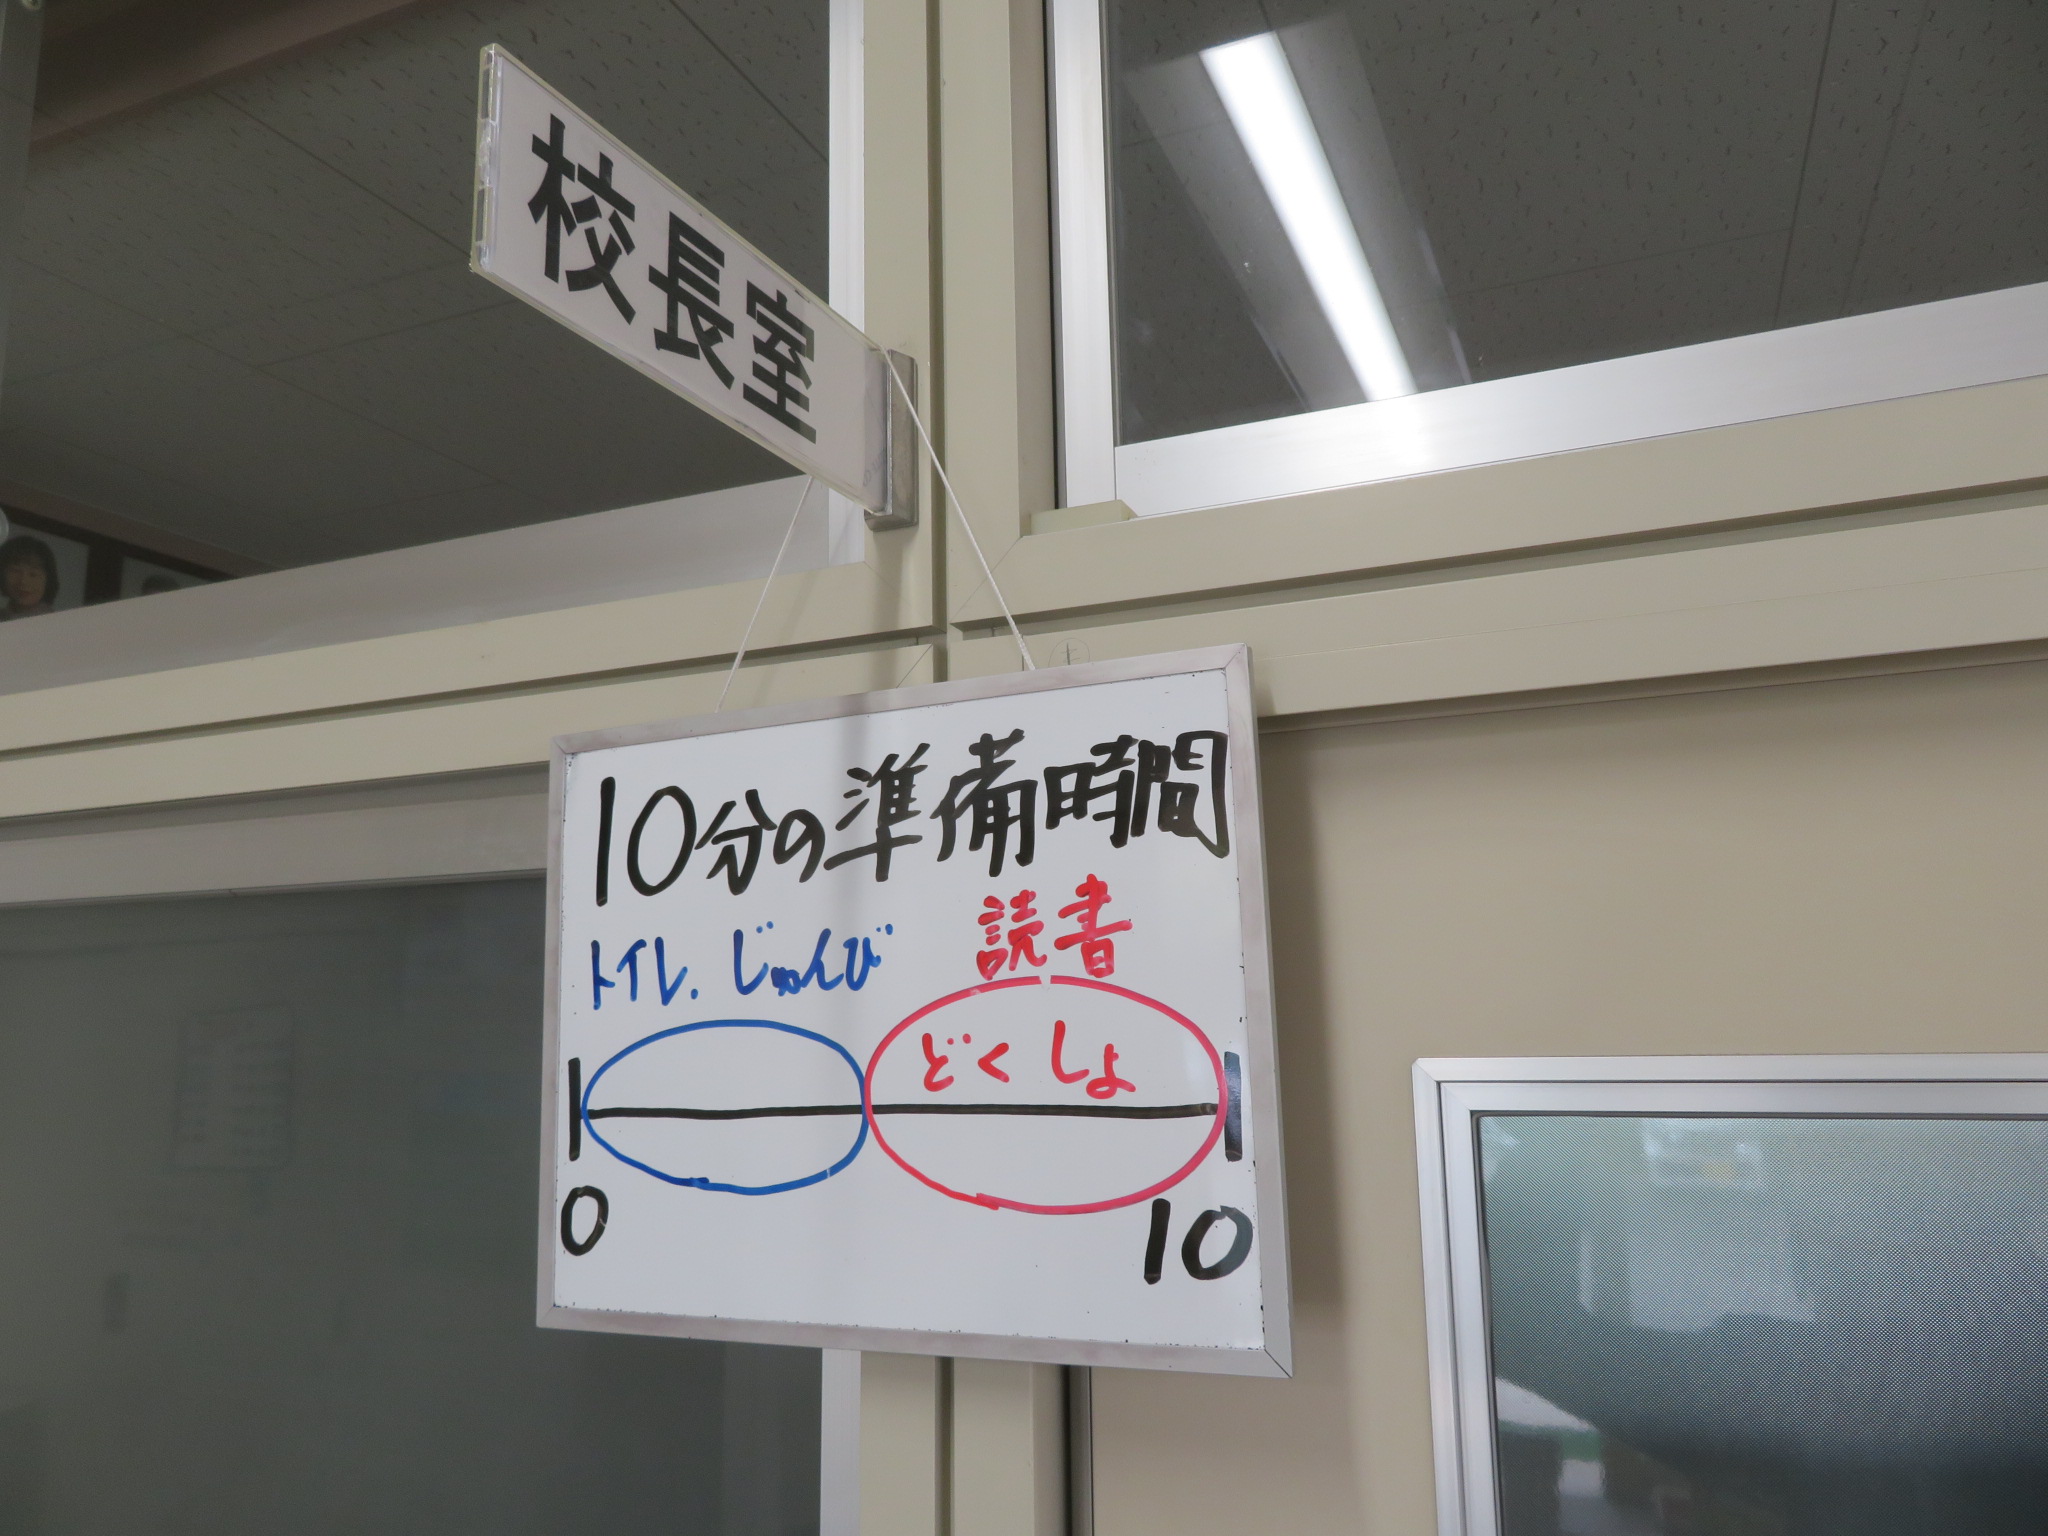 校長室
10分の準備時間
トイレ. じゅんび
読書
どくしょ
0
10